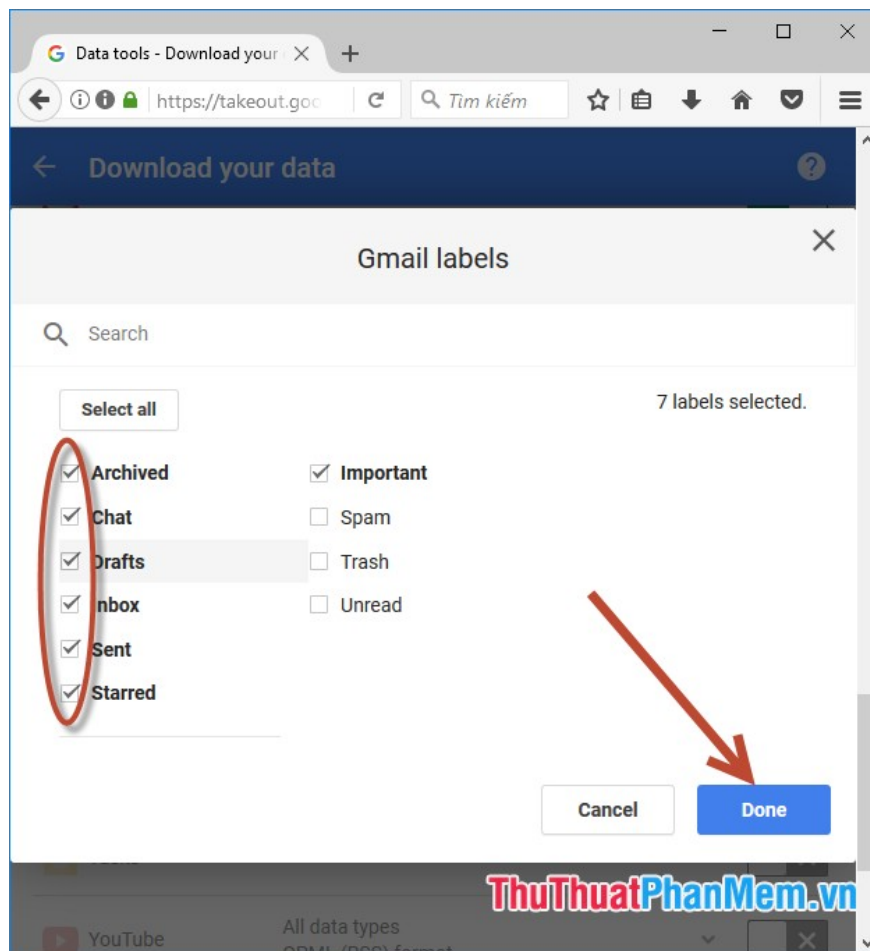 Data tools - Download your
https://takeout.goo
Tìm kiếm
Download your data
Gmail labels
Search
Select all
7 labels selected.
Archived
Important
Chat
Spam
Drafts
Trash
Inbox
Unread
Sent
Starred
Cancel
Done
ThuThuatPhanMem.vn
YouTube
All data types